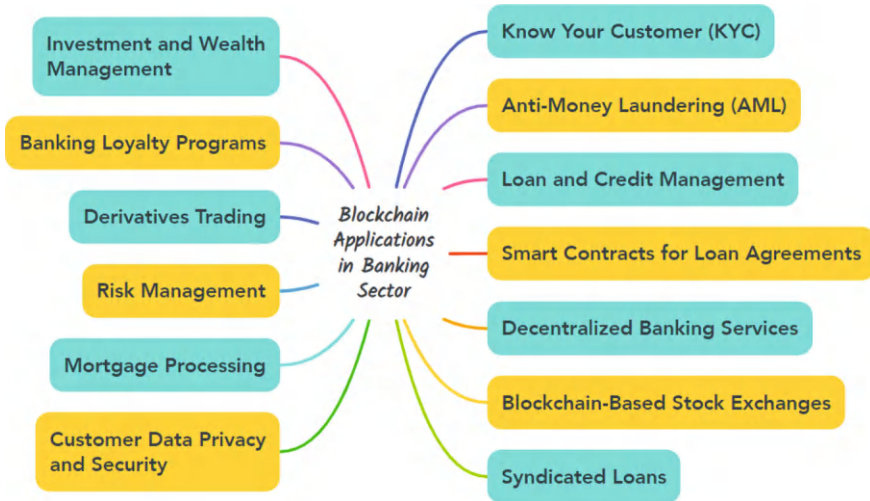 Investment and Wealth
Management
Banking Loyalty Programs
Derivatives Trading
Risk Management
Mortgage Processing
Customer Data Privacy
and Security
Blockchain
Applications
in Banking
Sector
Know Your Customer (KYC)
Anti-Money Laundering (AML)
Loan and Credit Management
Smart Contracts for Loan Agreements
Decentralized Banking Services
Blockchain-Based Stock Exchanges
Syndicated Loans